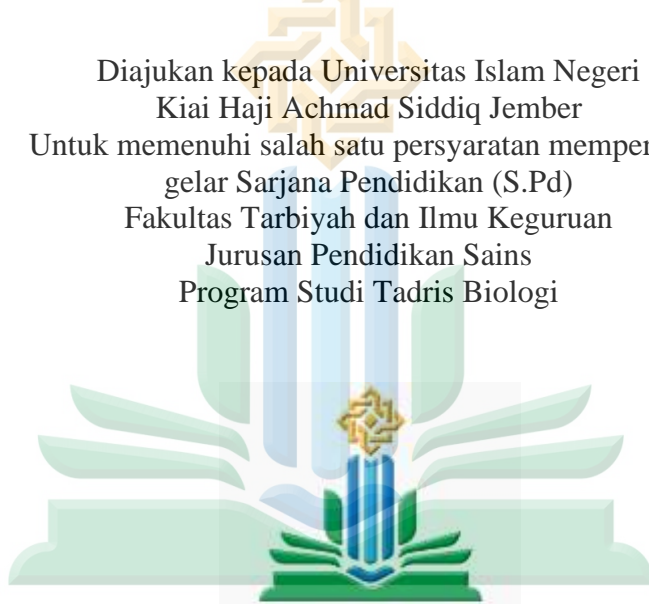 Diajukan kepada Universitas Islam Negeri
Kiai Haji Achmad Siddiq Jember
Untuk memenuhi salah satu persyaratan
gelar Sarjana Pendidikan (S.Pd)
Fakultas Tarbiyah dan Ilmu Keguruan
Jurusan Pendidikan Sains
Program Studi Tadris Biologi